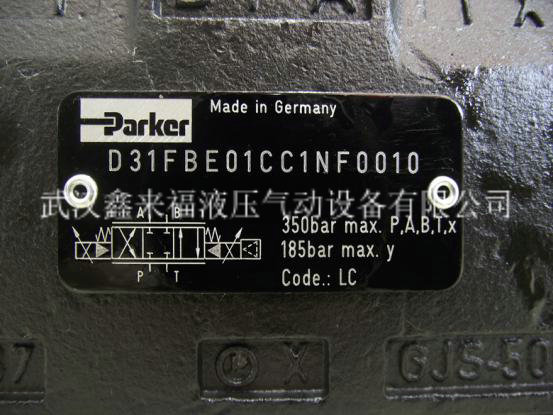 Parker
Made in Germany
D31FBE01CC1NF0010
武汉鑫来福液压气动设备有限公司
A B
350bar max. P,A,B,T,x
185bar max. y
P T
Code.: LC
X
GJS-50